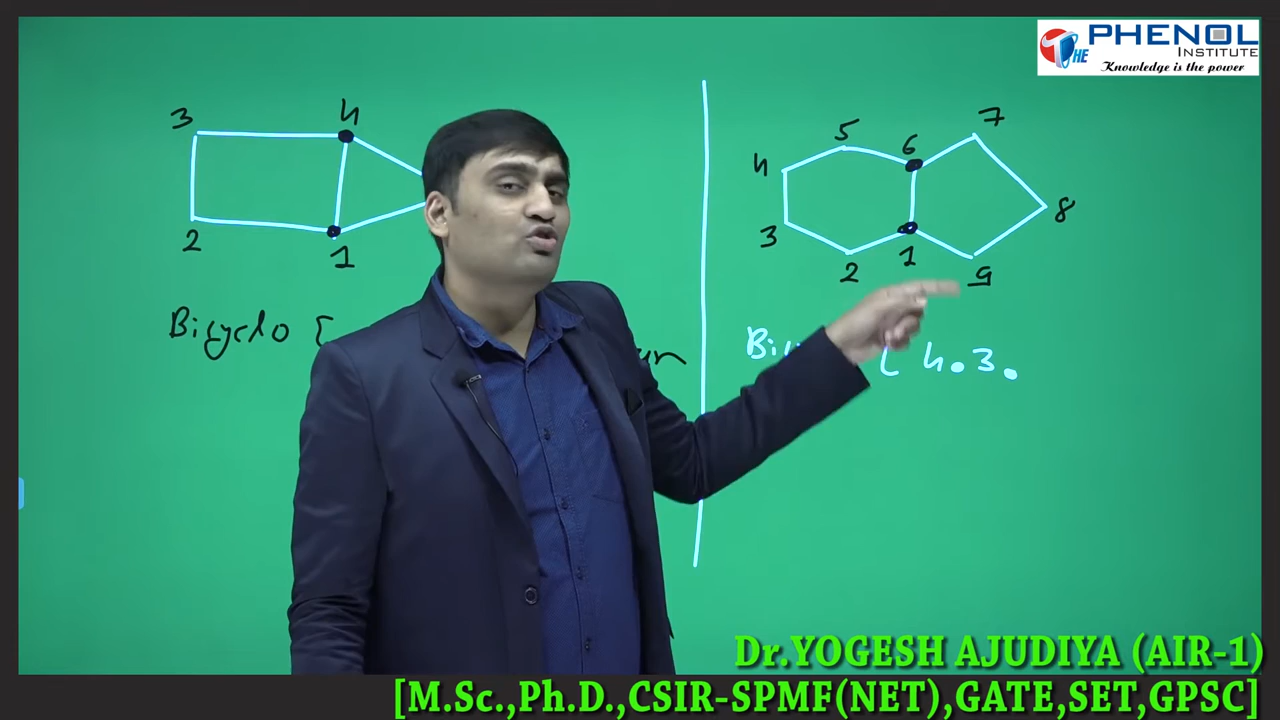 PHENOL
THE INSTITUTE
Knowledge is the power
3 4
2 1
Bicyclo [
5 6 7
4 8
3
2 1 9
[ 4.3.
Dr.YOGESH AJUDIYA (AIR-1)
[M.Sc.,Ph.D.,CSIR-SPMF(NET),GATE,SET,GPSC]